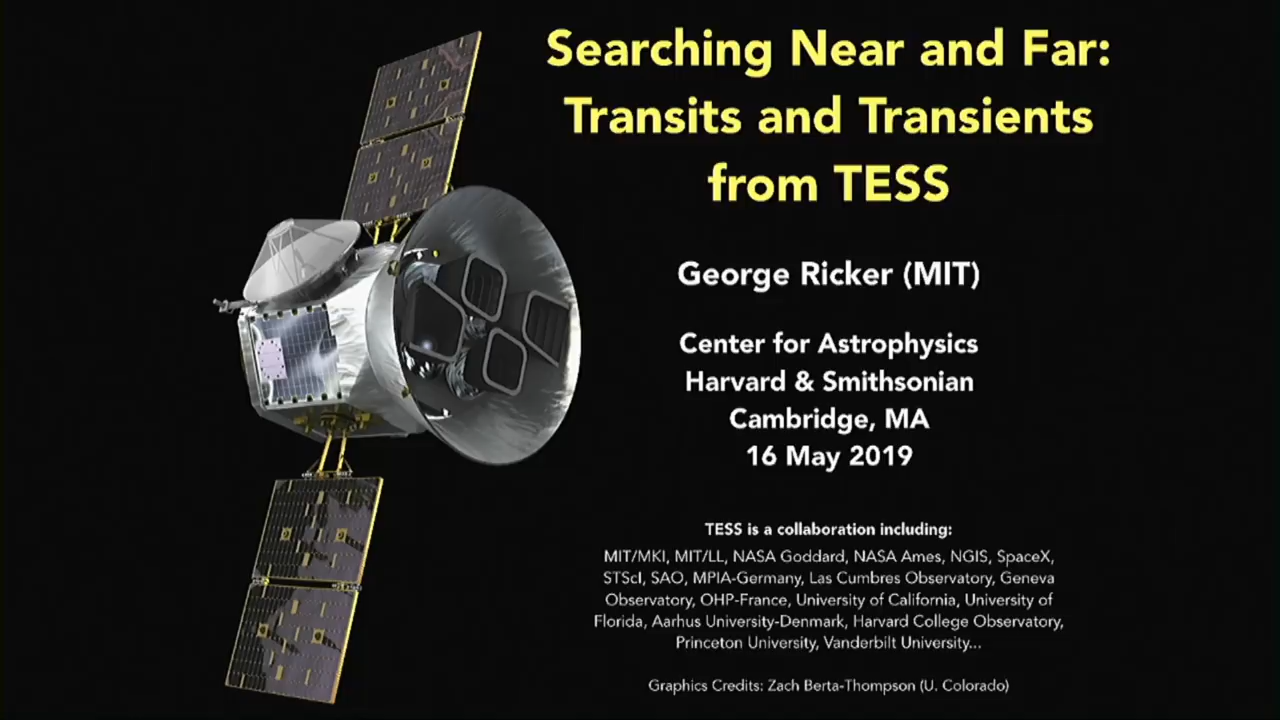 Searching Near and Far:
Transits and Transients
from TESS
George Ricker (MIT)
Center for Astrophysics
Harvard & Smithsonian
Cambridge, MA
16 May 2019
TESS is a collaboration including:
MIT/MKI, MIT/LL, NASA Goddard, NASA Ames, NGIS, SpaceX,
STScI, SAO, MPIA-Germany, Las Cumbres Observatory, Geneva
Observatory, OHP-France, University of California, University of
Florida, Aarhus University-Denmark, Harvard College Observatory,
Princeton University, Vanderbilt University...
Graphics Credits: Zach Berta-Thompson (U. Colorado)